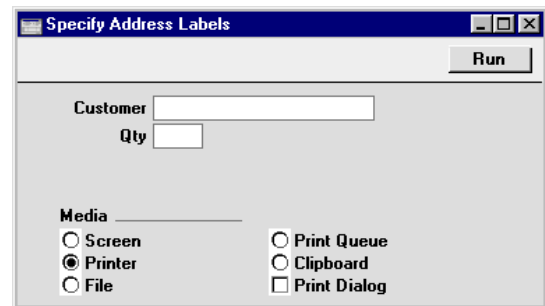 Specify Address Labels
Run
Customer
Qty
Media
Screen
Print Queue
Printer
Clipboard
File
Print Dialog